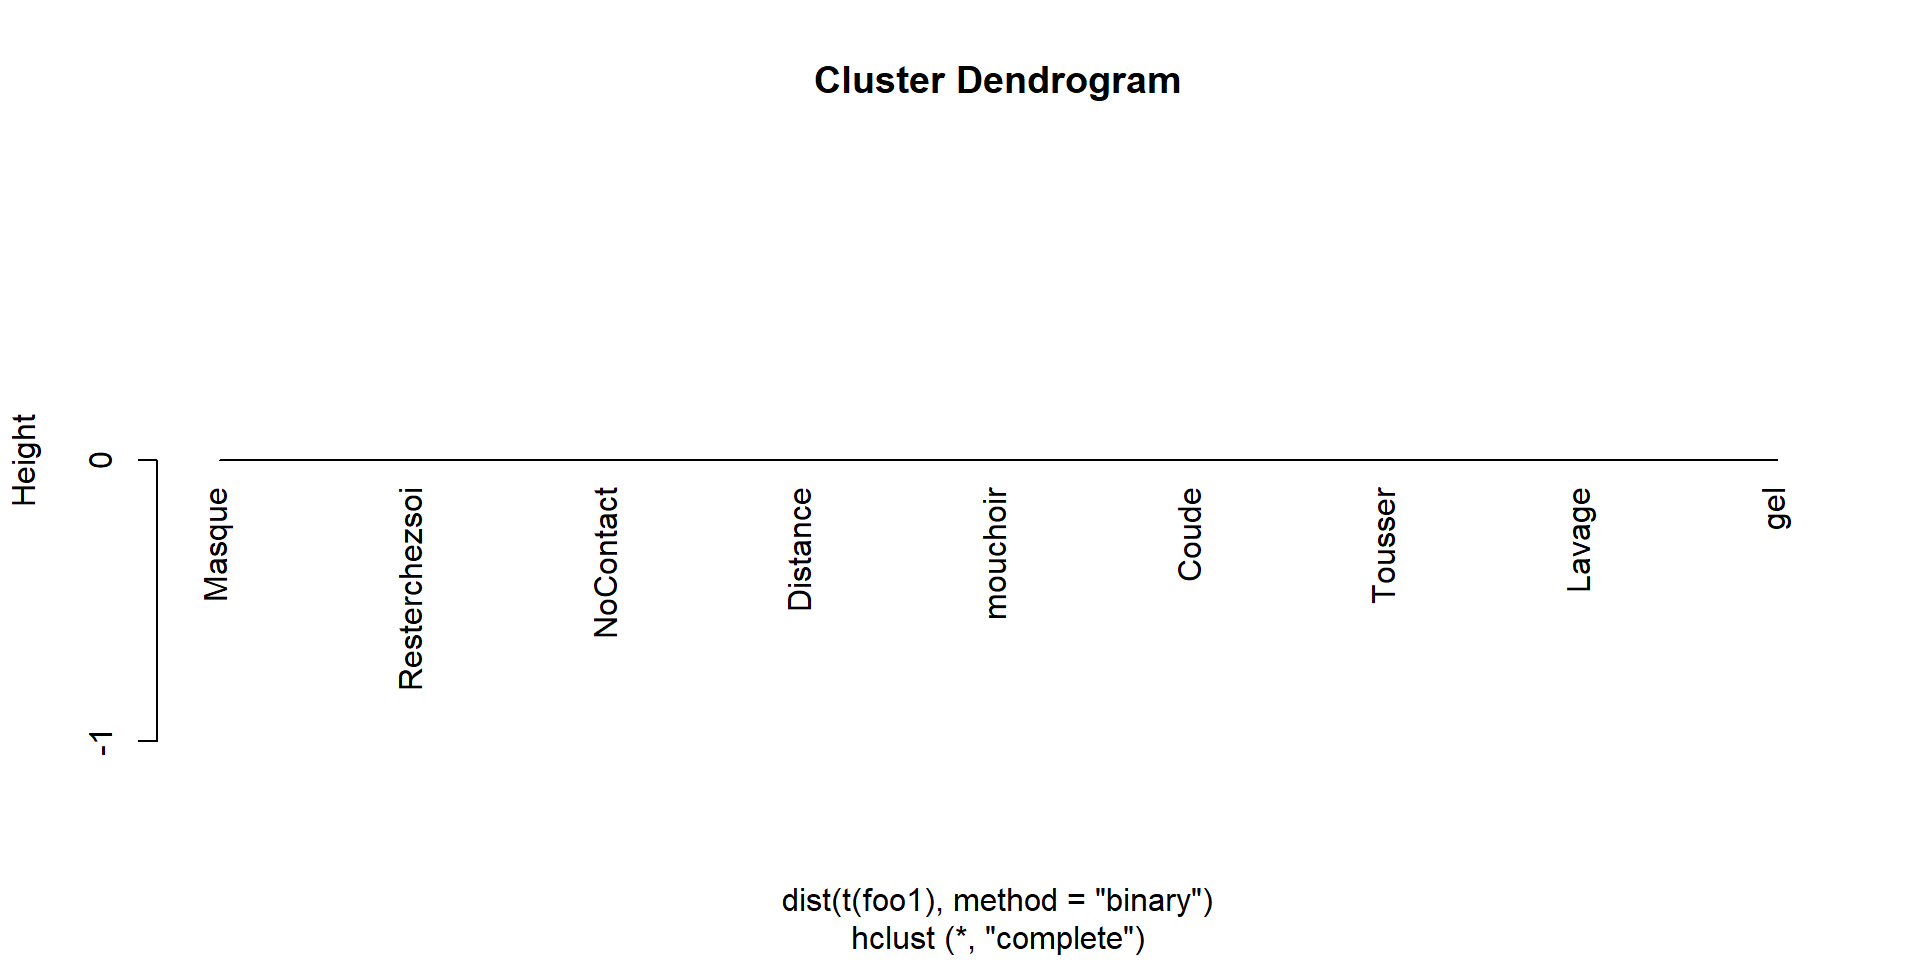 Cluster Dendrogram
Height
0
-1
Masque
Resterchezsoi
NoContact
Distance
mouchoir
Coude
Tousser
Lavage
gel
dist(t(foo1), method = "binary")
hclust (*, "complete")